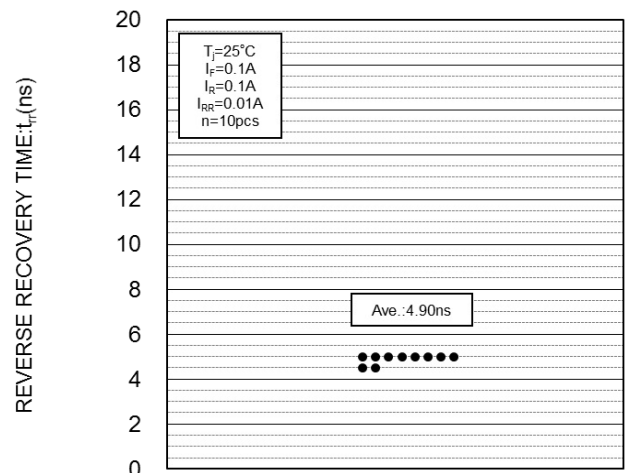 REVERSE RECOVERY TIME:trr(ns)
20
18
16
14
12
10
8
6
4
2
0
Tj=25°C
IF=0.1A
IR=0.1A
IRR=0.01A
n=10pcs
Ave.:4.90ns